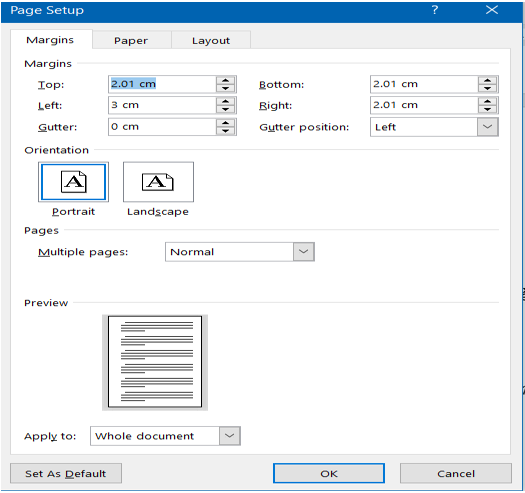 Page Setup ? ×
Margins Paper Layout
Margins
Top: 2.01 cm Bottom: 2.01 cm
Left: 3 cm Right: 2.01 cm
Gutter: 0 cm Gutter position: Left
Orientation
A A
Portrait Landscape
Pages
Multiple pages: Normal
Preview
Apply to: Whole document
Set As Default OK Cancel